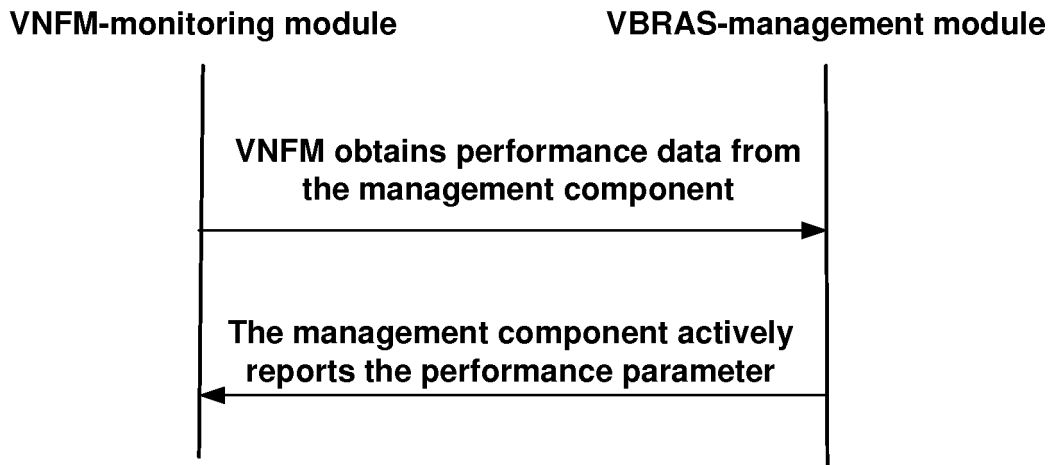 VNFM-monitoring module
VBRAS-management module
VNFM obtains performance data from
the management component
The management component actively
reports the performance parameter